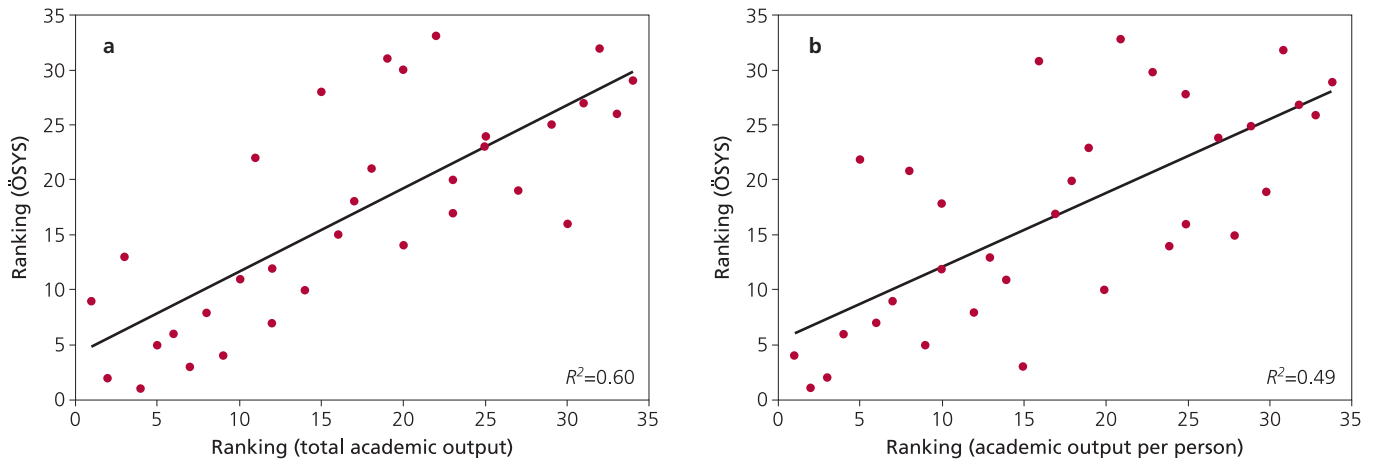 a
35
30
25
20
15
10
5
0
Ranking (ÖSYS)
R²=0.60
0 5 10 15 20 25 30 35
Ranking (total academic output)
b
35
30
25
20
15
10
5
0
Ranking (ÖSYS)
R²=0.49
0 5 10 15 20 25 30 35
Ranking (academic output per person)